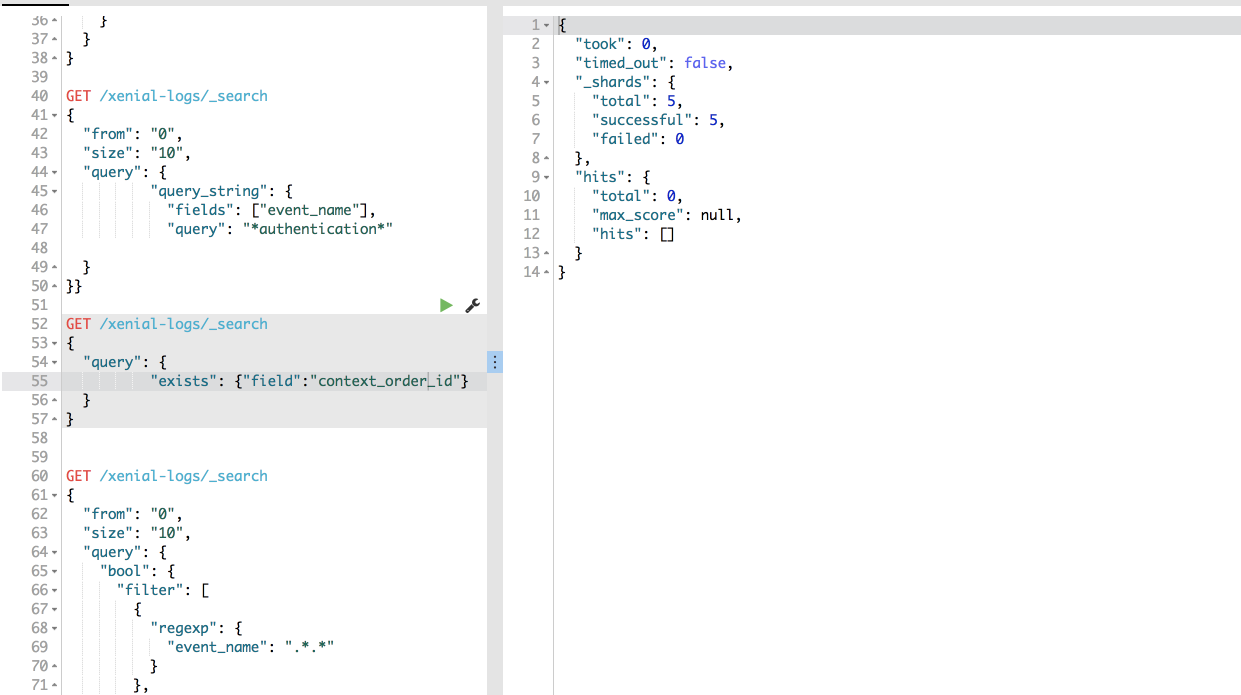 36 }
37 }
38 }
39
40 GET /xenial-logs/_search
41 {
42 "from": "0",
43 "size": "10",
44 "query": {
45 "query_string": {
46 "fields": ["event_name"],
47 "query": "*authentication*"
48
49 }
50 }}
51
52 GET /xenial-logs/_search
53 {
54 "query": {
55 "exists": {"field":"context_order_id"}
56 }
57 }
58
59
60 GET /xenial-logs/_search
61 {
62 "from": "0",
63 "size": "10",
64 "query": {
65 "bool": {
66 "filter": [
67 {
68 "regexp": {
69 "event_name": ".*.*"
70 }
71 },
1 {
2 "took": 0,
3 "timed_out": false,
4 "_shards": {
5 "total": 5,
6 "successful": 5,
7 "failed": 0
8 },
9 "hits": {
10 "total": 0,
11 "max_score": null,
12 "hits": []
13 }
14 }